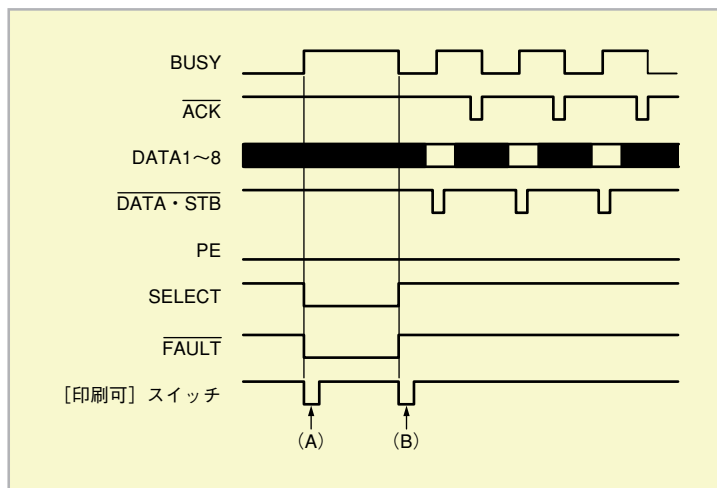 BUSY
ACK
DATA1～8
DATA・STB
PE
SELECT
FAULT
［印刷可］スイッチ
（A） （B）